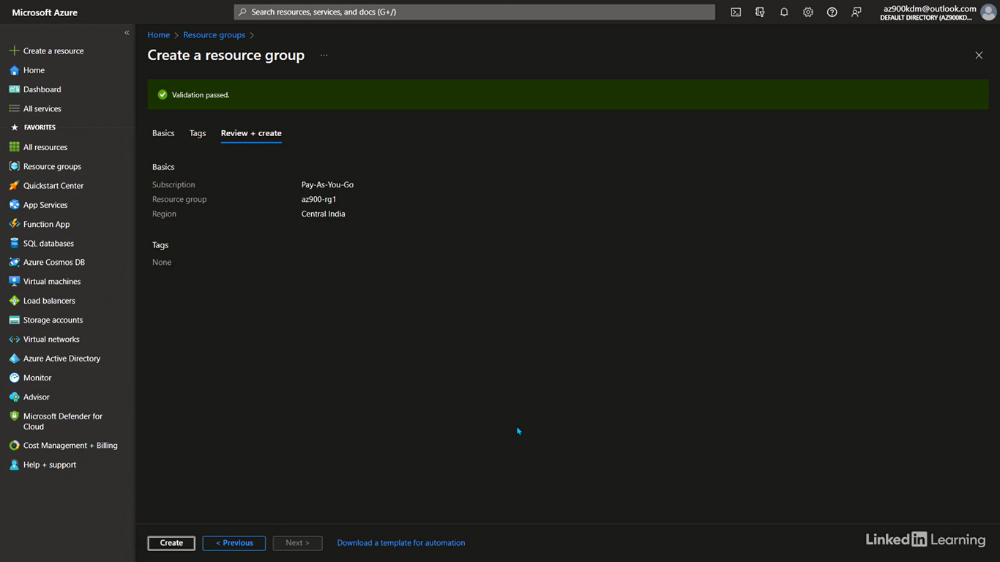 Microsoft Azure
Search resources, services, and docs (G+/)
az900kdm@outlook.com
DEFAULT DIRECTORY (AZ900KD...
«
Create a resource
Home
Dashboard
All services
FAVORITES
All resources
Resource groups
Quickstart Center
App Services
Function App
SQL databases
Azure Cosmos DB
Virtual machines
Load balancers
Storage accounts
Virtual networks
Azure Active Directory
Monitor
Advisor
Microsoft Defender for
Cloud
Cost Management + Billing
Help + support
Home > Resource groups >
Create a resource group ...
Validation passed.
Basics Tags Review + create
Basics
Subscription Pay-As-You-Go
Resource group az900-rg1
Region Central India
Tags
None
Create < Previous Next > Download a template for automation
LinkedIn Learning